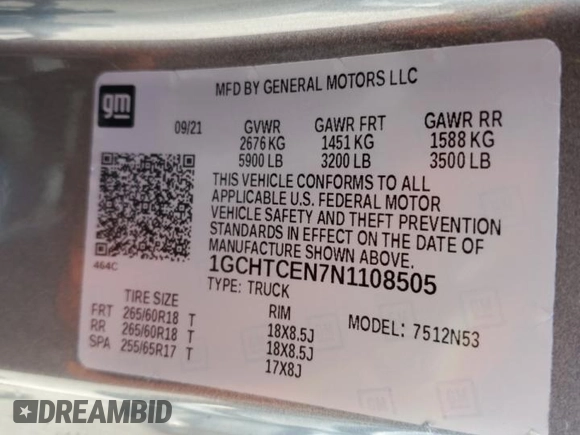 gm
MFD BY GENERAL MOTORS LLC
09/21 GVWR GAWR FRT GAWR RR
2676 KG 1451 KG 1588 KG
5900 LB 3200 LB 3500 LB
THIS VEHICLE CONFORMS TO ALL
APPLICABLE U.S. FEDERAL MOTOR
VEHICLE SAFETY AND THEFT PREVENTION
STANDARDS IN EFFECT ON THE DATE OF
MANUFACTURE SHOWN ABOVE.
464C
1GCHTCEN7N1108505
TYPE: TRUCK
TIRE SIZE RIM
FRT 265/60R18 T 18X8.5J MODEL: 7512N53
RR 265/60R18 T 18X8.5J
SPA 255/65R17 T 17X8J
DREAMBID